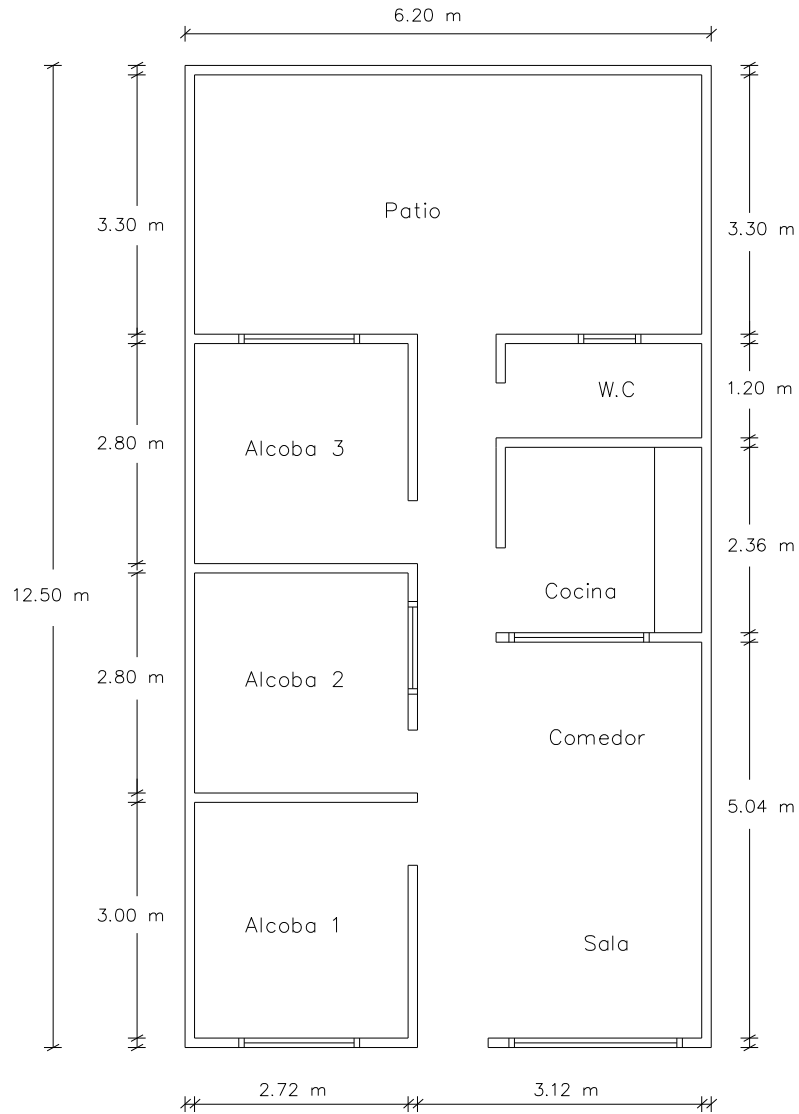 6.20 m
3.30 m
Patio
3.30 m
W.C
1.20 m
2.80 m
Alcoba 3
2.36 m
12.50 m
Cocina
2.80 m
Alcoba 2
Comedor
5.04 m
3.00 m
Alcoba 1
Sala
2.72 m
3.12 m